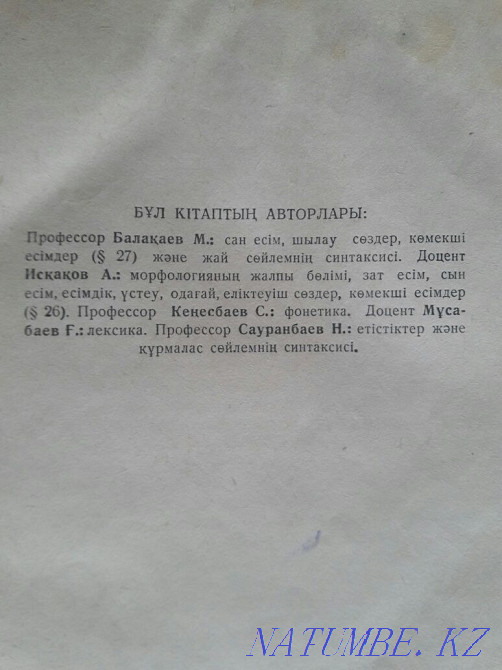 БҰЛ КІТАПТЫҢ АВТОРЛАРЫ:
Профессор Балақаев М.: сан есім, шылау сөздер, көмекші
есімдер (§ 27) және жай сөйлемнің синтаксисі. Доцент
Исқақов А.: морфологияның жалпы бөлімі, зат есім, сын
есім, есімдік, үстеу, одағай, еліктеуіш сөздер, көмекші есімдер
(§ 26). Профессор Кеңесбаев С.: фонетика. Доцент Мұса-
баев Ғ.: лексика. Профессор Сауранбаев Н.: етістіктер және
құрмалас сөйлемнің синтаксисі.
NATUMBE.KZ